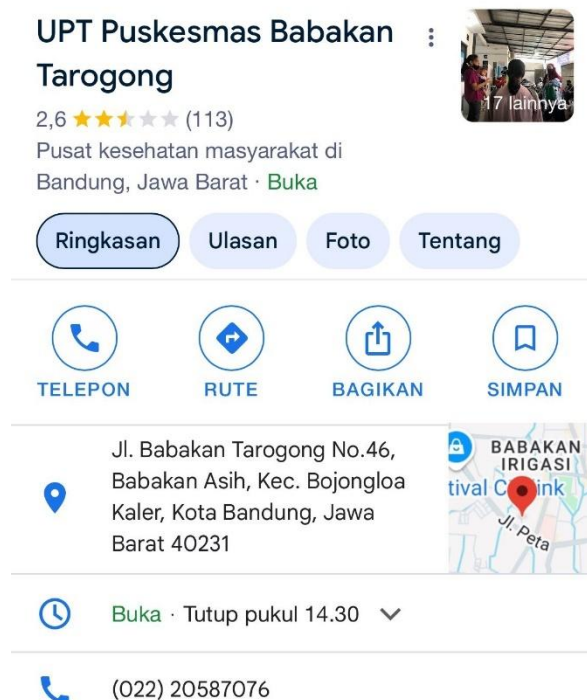 UPT Puskesmas Babakan
Tarogong
17 lainnya
2,6 (113)
Pusat kesehatan masyarakat di
Bandung, Jawa Barat · Buka
Ringkasan
Ulasan
Foto
Tentang
TELEPON
RUTE
BAGIKAN
SIMPAN
Jl. Babakan Tarogong No.46,
Babakan Asih, Kec. Bojongloa
Kaler, Kota Bandung, Jawa
Barat 40231
BABAKAN
IRIGASI
tival C ink
Jl. Peta
Buka · Tutup pukul 14.30
(022) 20587076